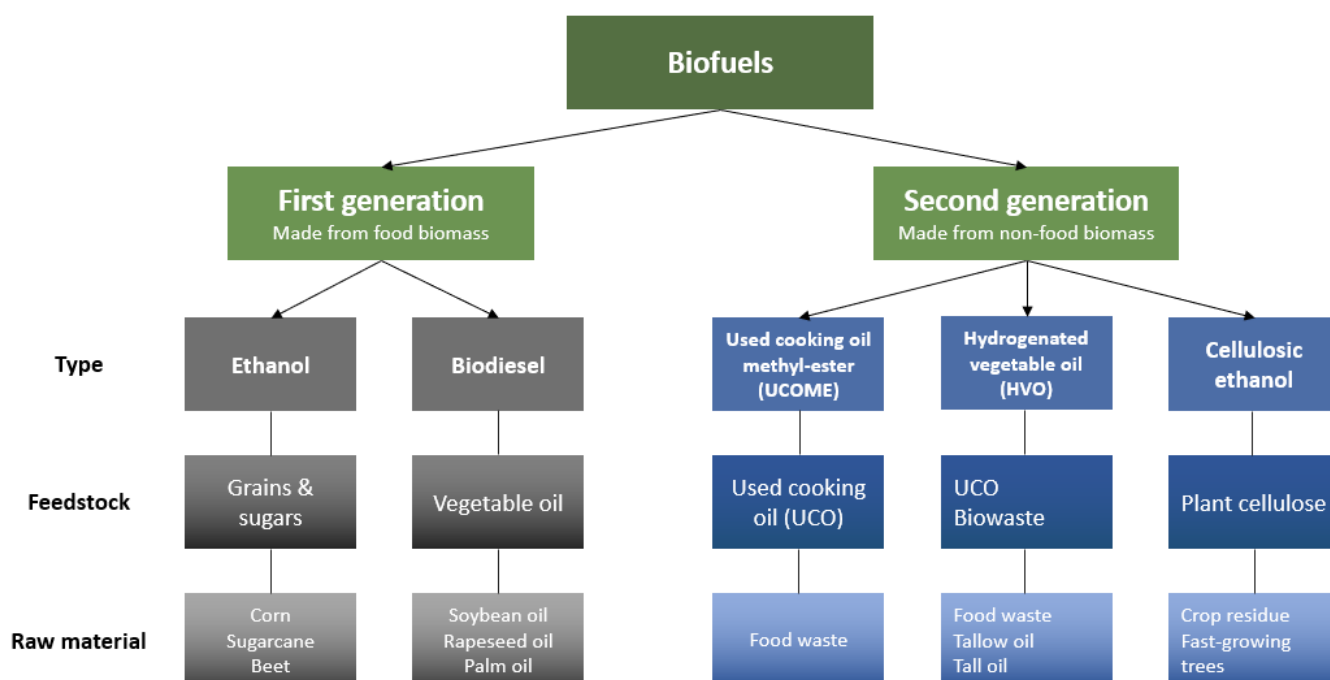 Biofuels
First generation
Made from food biomass
Second generation
Made from non-food biomass
Type
Ethanol
Biodiesel
Used cooking oil
methyl-ester
(UCOME)
Hydrogenated
vegetable oil
(HVO)
Cellulosic
ethanol
Feedstock
Grains &
sugars
Vegetable oil
Used cooking
oil (UCO)
UCO
Biowaste
Plant cellulose
Raw material
Corn
Sugarcane
Beet
Soybean oil
Rapeseed oil
Palm oil
Food waste
Food waste
Tallow oil
Tall oil
Crop residue
Fast-growing
trees